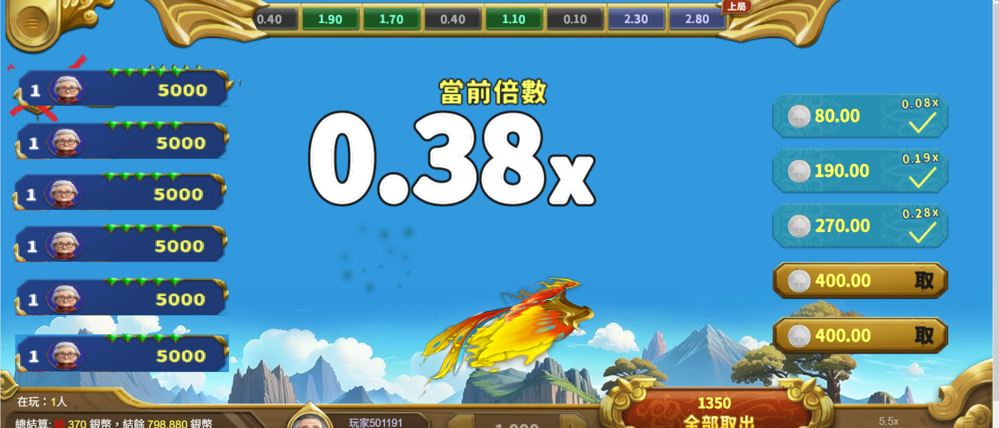 上局
0.40 1.90 1.70 0.40 1.10 0.10 2.30 2.80
1 5000
1 5000
1 5000
1 5000
1 5000
1 5000
當前倍數
0.38x
80.00 0.08x
190.00 0.19x
270.00 0.28x
400.00 取
400.00 取
在玩：1人
總結算: 輸 370 銀幣，結餘 798,880 銀幣
玩家501191
1,000
1350
全部取出
5.5x